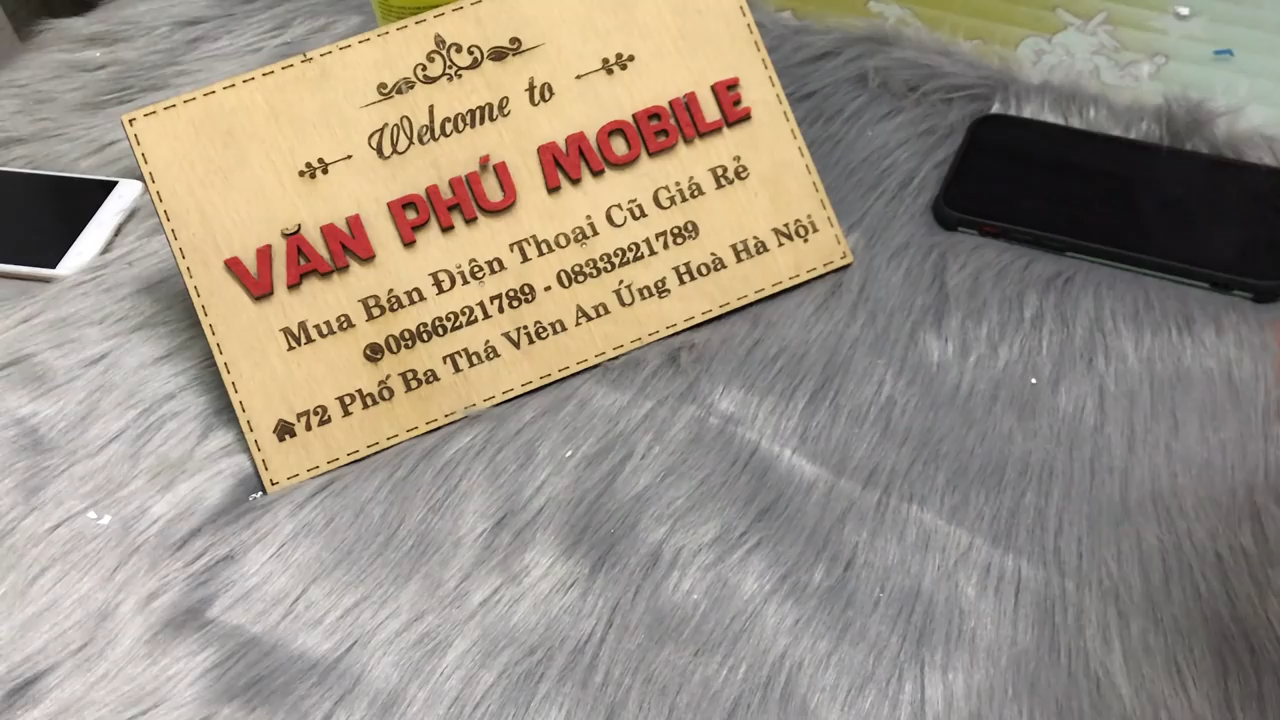 Welcome to
VĂN PHÚ MOBILE
Mua Bán Điện Thoại Cũ Giá Rẻ
0966221789 - 0833221789
72 Phố Ba Thá Viên An Ứng Hoà Hà Nội